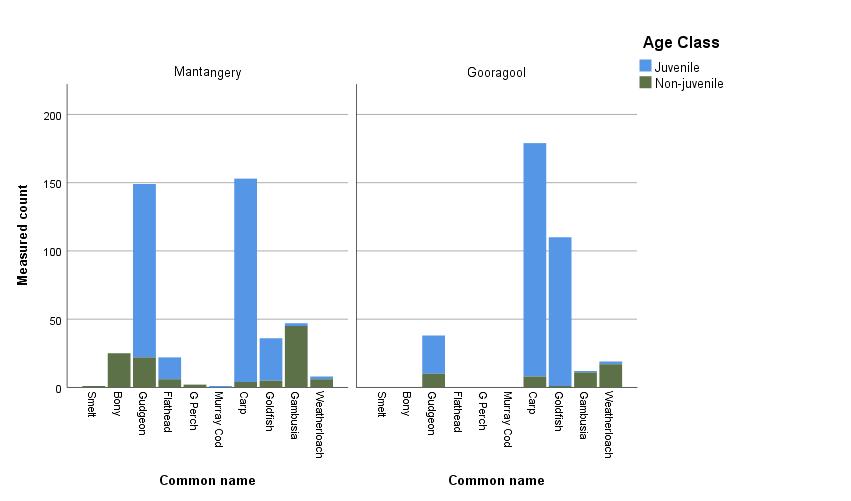 Age Class
Juvenile
Non-juvenile
Mantangery
Gooragool
Measured count
200
150
100
50
0
Smelt
Bony
Gudgeon
Flathead
G Perch
Murray Cod
Carp
Goldfish
Gambusia
Weatherloach
Smelt
Bony
Gudgeon
Flathead
G Perch
Murray Cod
Carp
Goldfish
Gambusia
Weatherloach
Common name
Common name